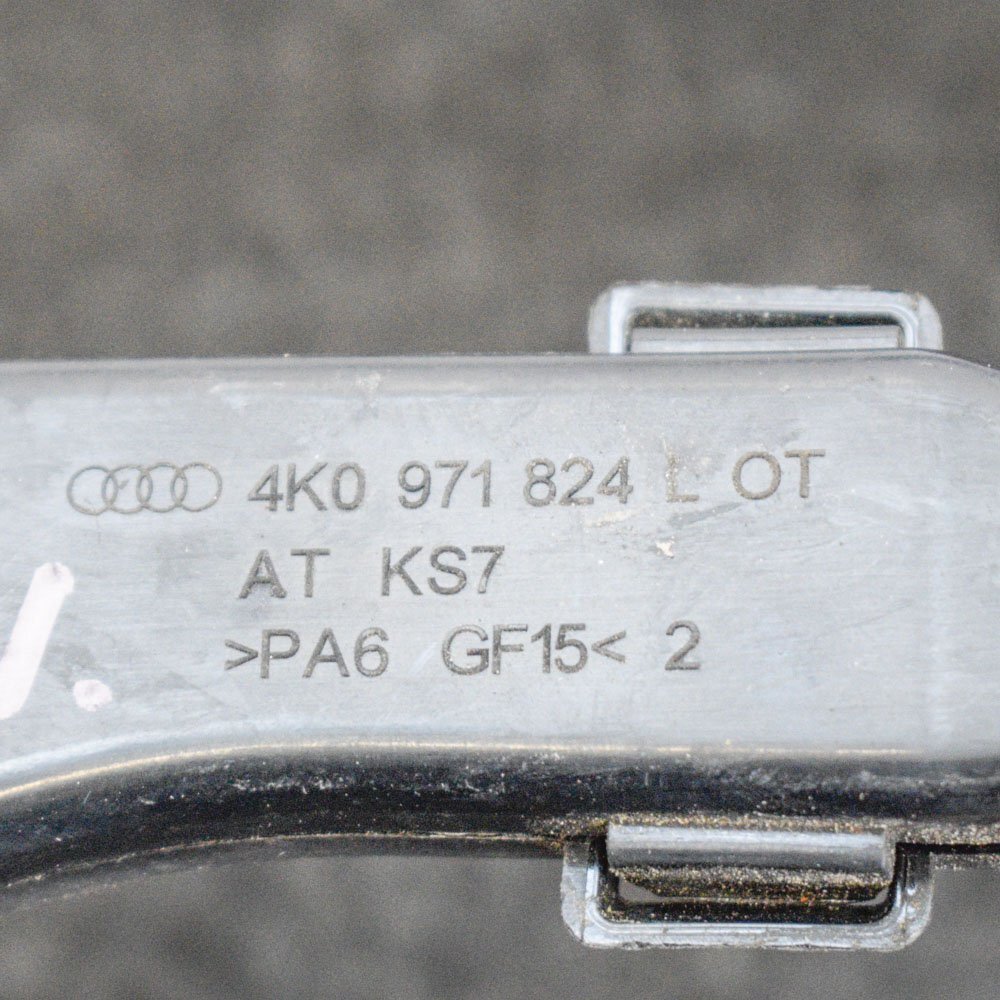 4K0 971 824 L OT
AT KS7
>PA6 GF15< 2